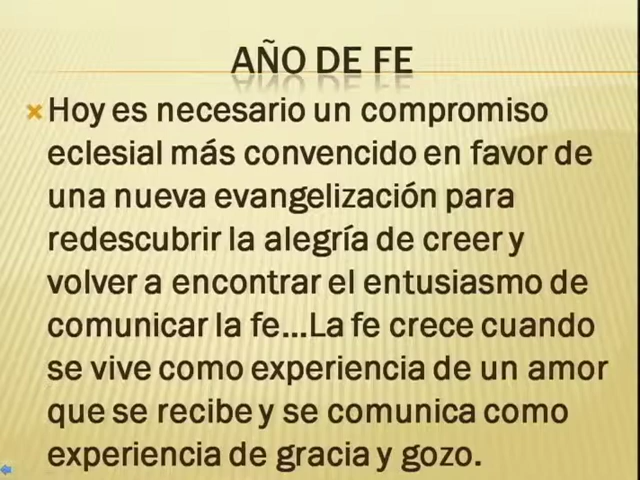 AÑO DE FE
Hoy es necesario un compromiso
eclesial más convencido en favor de
una nueva evangelización para
redescubrir la alegría de creer y
volver a encontrar el entusiasmo de
comunicar la fe...La fe crece cuando
se vive como experiencia de un amor
que se recibe y se comunica como
experiencia de gracia y gozo.